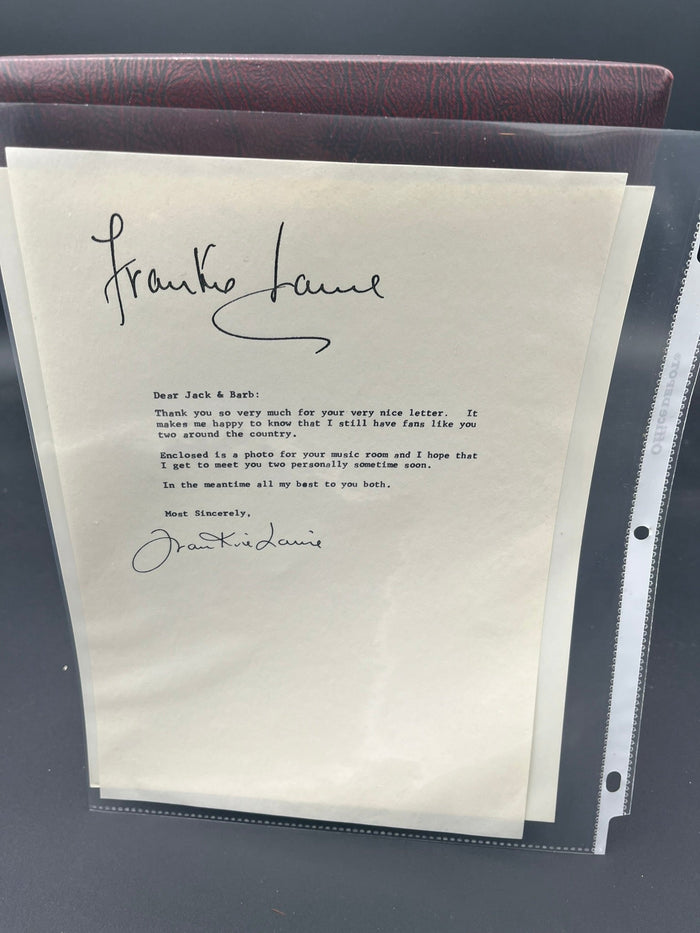 Frankie Laine
Dear Jack & Barb:
Thank you so very much for your very nice letter. It
makes me happy to know that I still have fans like you
two around the country.
Enclosed is a photo for your music room and I hope that
I get to meet you two personally sometime soon.
In the meantime all my best to you both.
Most Sincerely,
Frankie Laine
Office DEPOT